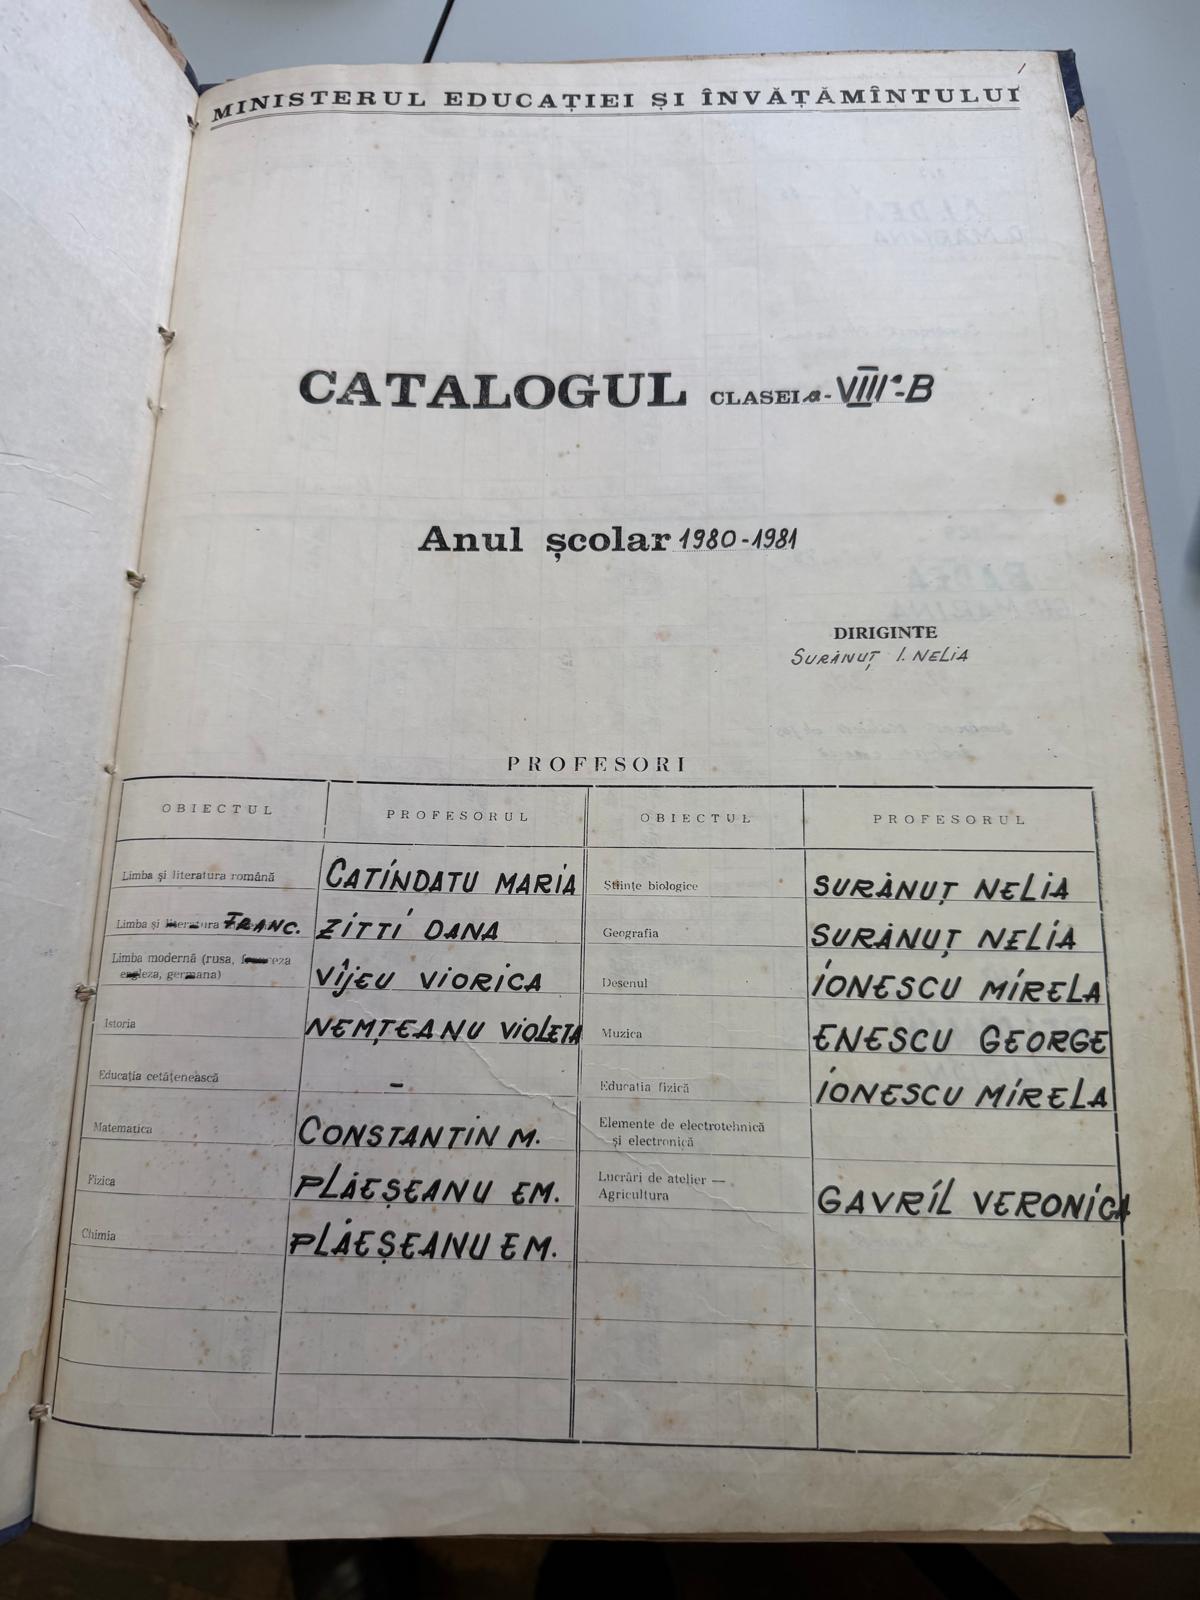 MINISTERUL EDUCAȚIEI ȘI ÎNVĂȚĂMÎNTULUI
CATALOGUL CLASEI a-VIIIa-B
Anul școlar 1980-1981
DIRIGINTE
SURĂNUȚ I. NELIA
PROFESORI
OBIECTUL PROFESORUL OBIECTUL PROFESORUL
Limba și literatura română CATINDATU MARIA Științe biologice SURĂNUȚ NELIA
Limba și literatura FRANC. ZITTI DANA Geografia SURĂNUȚ NELIA
Limba modernă (rusa, franceza
engleza, germana) VÎJEU VIORICA Desenul IONESCU MIRELA
Istoria NEMȚEANU VIOLETA Muzica ENESCU GEORGE
Educația cetățenească - Educația fizică IONESCU MIRELA
Matematica CONSTANTIN M. Elemente de electrotehnică
și electronică
Fizica PLĂEȘEANU EM. Lucrări de atelier —
Agricultura GAVRIL VERONICA
Chimia PLĂEȘEANU EM.